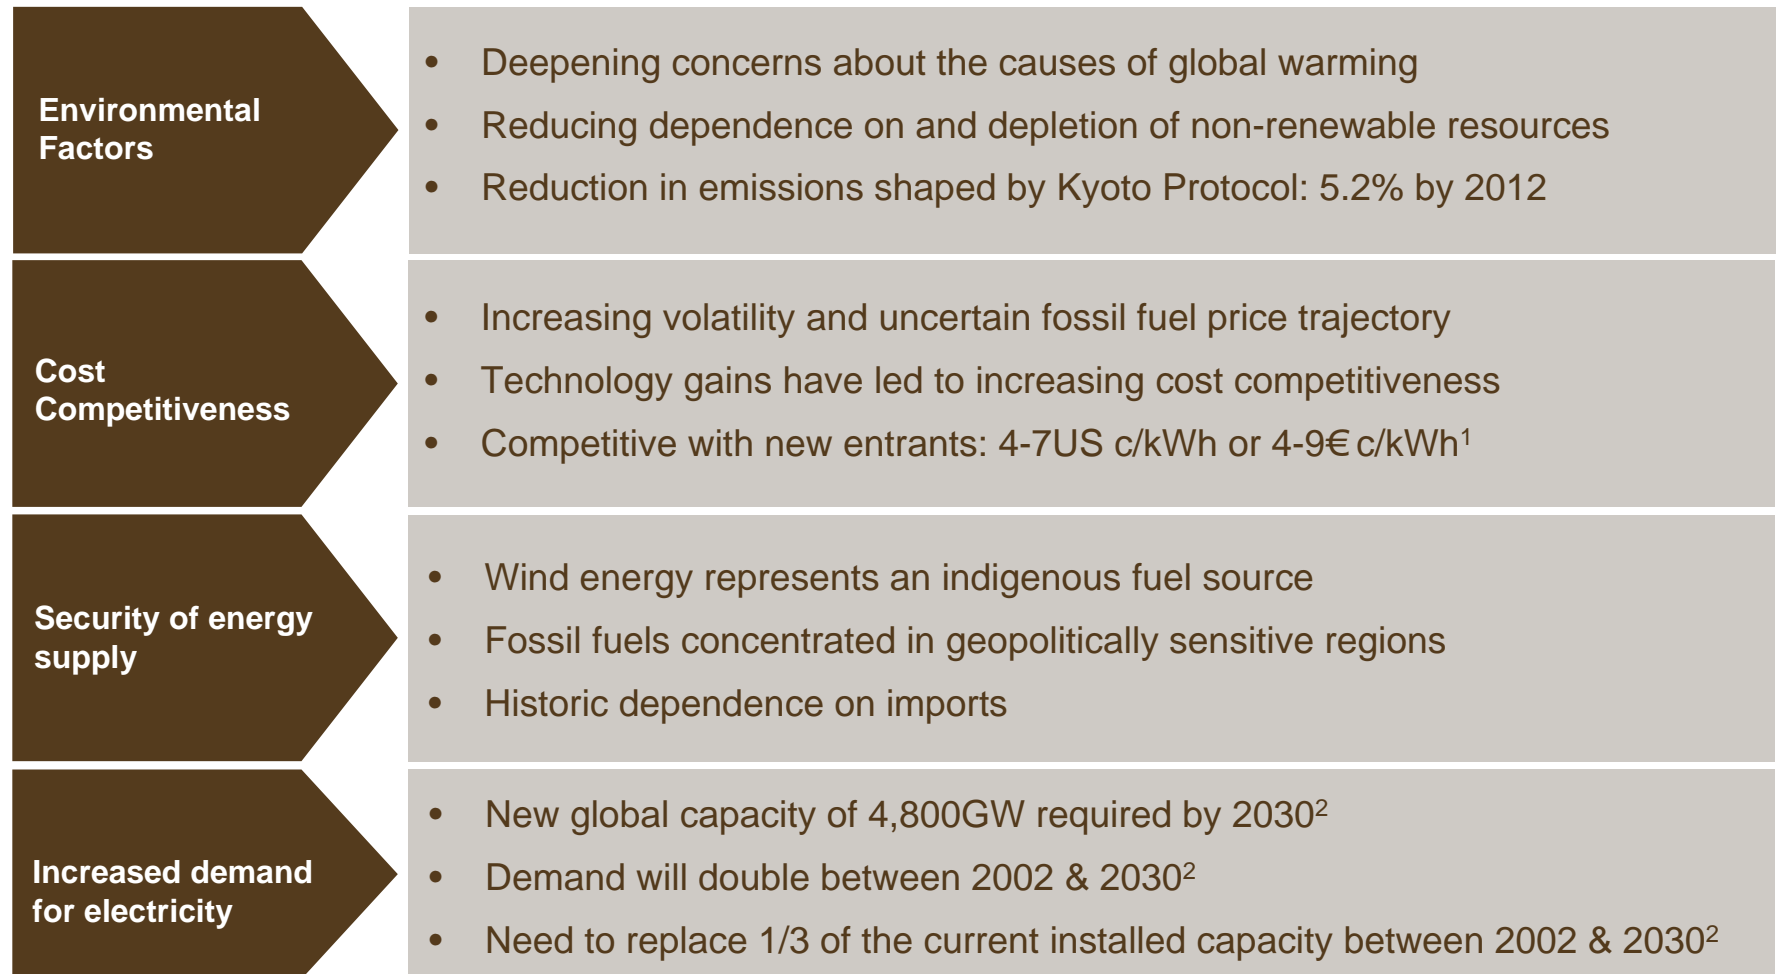 Environmental
Factors
• Deepening concerns about the causes of global warming
• Reducing dependence on and depletion of non-renewable resources
• Reduction in emissions shaped by Kyoto Protocol: 5.2% by 2012
Cost
Competitiveness
• Increasing volatility and uncertain fossil fuel price trajectory
• Technology gains have led to increasing cost competitiveness
• Competitive with new entrants: 4-7US c/kWh or 4-9€ c/kWh¹
Security of energy
supply
• Wind energy represents an indigenous fuel source
• Fossil fuels concentrated in geopolitically sensitive regions
• Historic dependence on imports
Increased demand
for electricity
• New global capacity of 4,800GW required by 2030²
• Demand will double between 2002 & 2030²
• Need to replace 1/3 of the current installed capacity between 2002 & 2030²